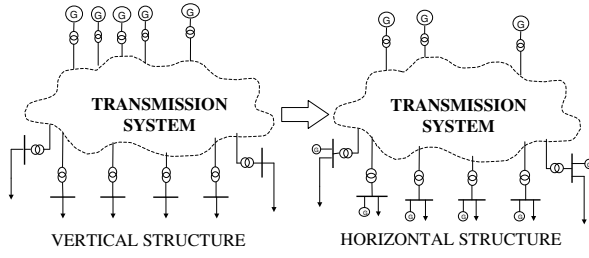 G G G G G
G G G
TRANSMISSION
SYSTEM
TRANSMISSION
SYSTEM
G G
G G G G
VERTICAL STRUCTURE
HORIZONTAL STRUCTURE